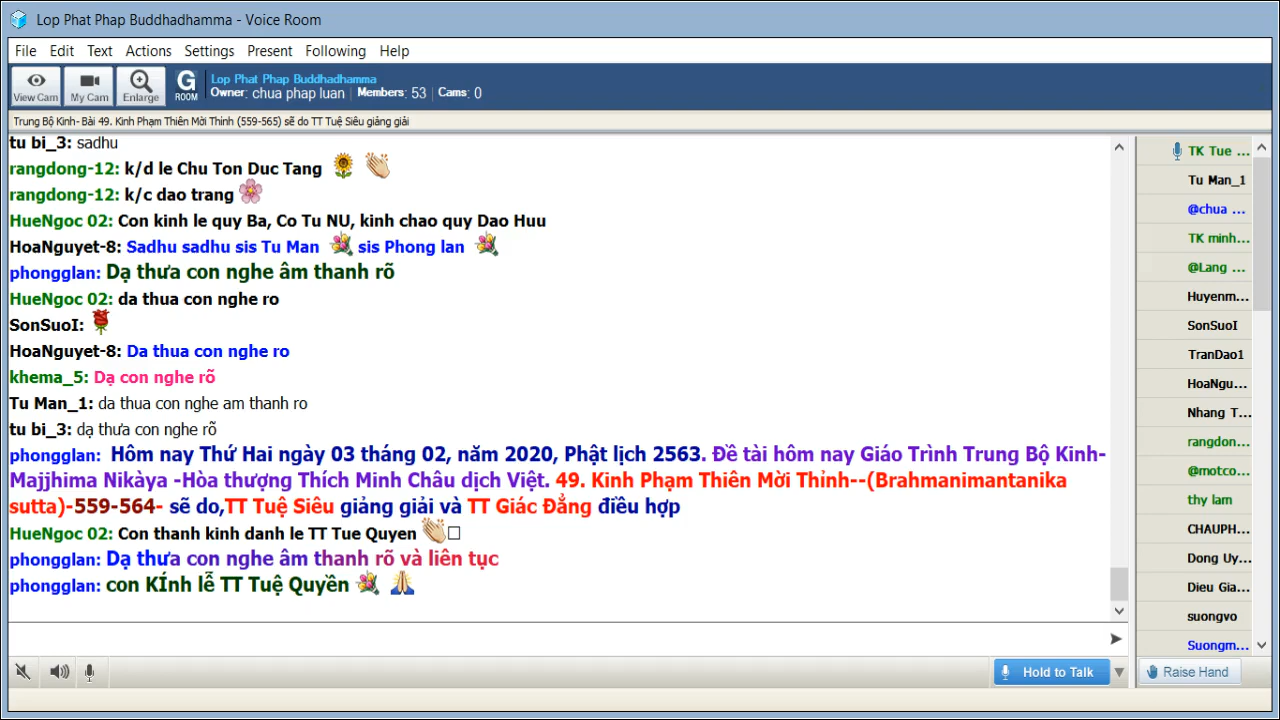 Lop Phat Phap Buddhadhamma - Voice Room
File Edit Text Actions Settings Present Following Help
View Cam My Cam Enlarge G ROOM
Lop Phat Phap Buddhadhamma
Owner: chua phap luan | Members: 53 | Cams: 0
Trung Bộ Kinh- Bài 49. Kinh Phạm Thiên Mời Thỉnh (559-565) sẽ do TT Tuệ Siêu giảng giải
tu bi_3: sadhu
rangdong-12: k/d le Chu Ton Duc Tang 🌻 👏
rangdong-12: k/c dao trang 🌸
HueNgoc 02: Con kinh le quy Ba, Co Tu NU, kinh chao quy Dao Huu
HoaNguyet-8: Sadhu sadhu sis Tu Man 💐 sis Phong lan 💐
phongglan: Dạ thưa con nghe âm thanh rõ
HueNgoc 02: da thua con nghe ro
SonSuoI: 🌹
HoaNguyet-8: Da thua con nghe ro
khema_5: Dạ con nghe rõ
Tu Man_1: da thua con nghe am thanh ro
tu bi_3: dạ thưa con nghe rõ
phongglan: Hôm nay Thứ Hai ngày 03 tháng 02, năm 2020, Phật lịch 2563. Đề tài hôm nay Giáo Trình Trung Bộ Kinh-
Majjhima Nikàya -Hòa thượng Thích Minh Châu dịch Việt. 49. Kinh Phạm Thiên Mời Thỉnh--(Brahmanimantanika
sutta)-559-564- sẽ do,TT Tuệ Siêu giảng giải và TT Giác Đẳng điều hợp
HueNgoc 02: Con thanh kinh danh le TT Tue Quyen 👏□
phongglan: Dạ thưa con nghe âm thanh rõ và liên tục
phongglan: con KÍnh lễ TT Tuệ Quyền 💐 🙏
Hold to Talk
TK Tue ...
Tu Man_1
@chua ...
TK minh...
@Lang ...
Huyenm...
SonSuoI
TranDao1
HoaNgu...
Nhang T...
rangdon...
@motco...
thy lam
CHAUPH...
Dong Uy...
Dieu Gia...
suongvo
Suongm...
Raise Hand